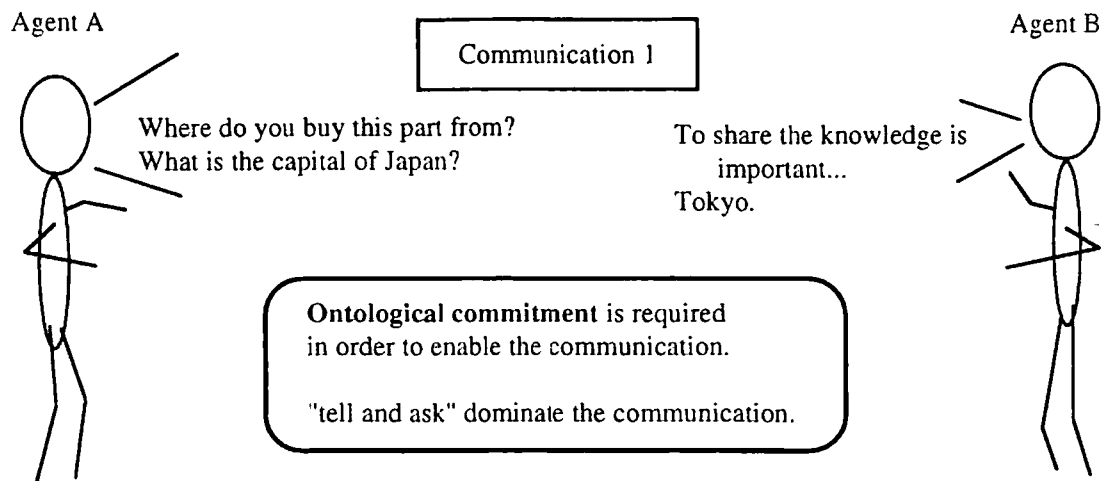 Agent A
Agent B
Communication 1
Where do you buy this part from?
What is the capital of Japan?
To share the knowledge is
important...
Tokyo.
Ontological commitment is required
in order to enable the communication.
"tell and ask" dominate the communication.